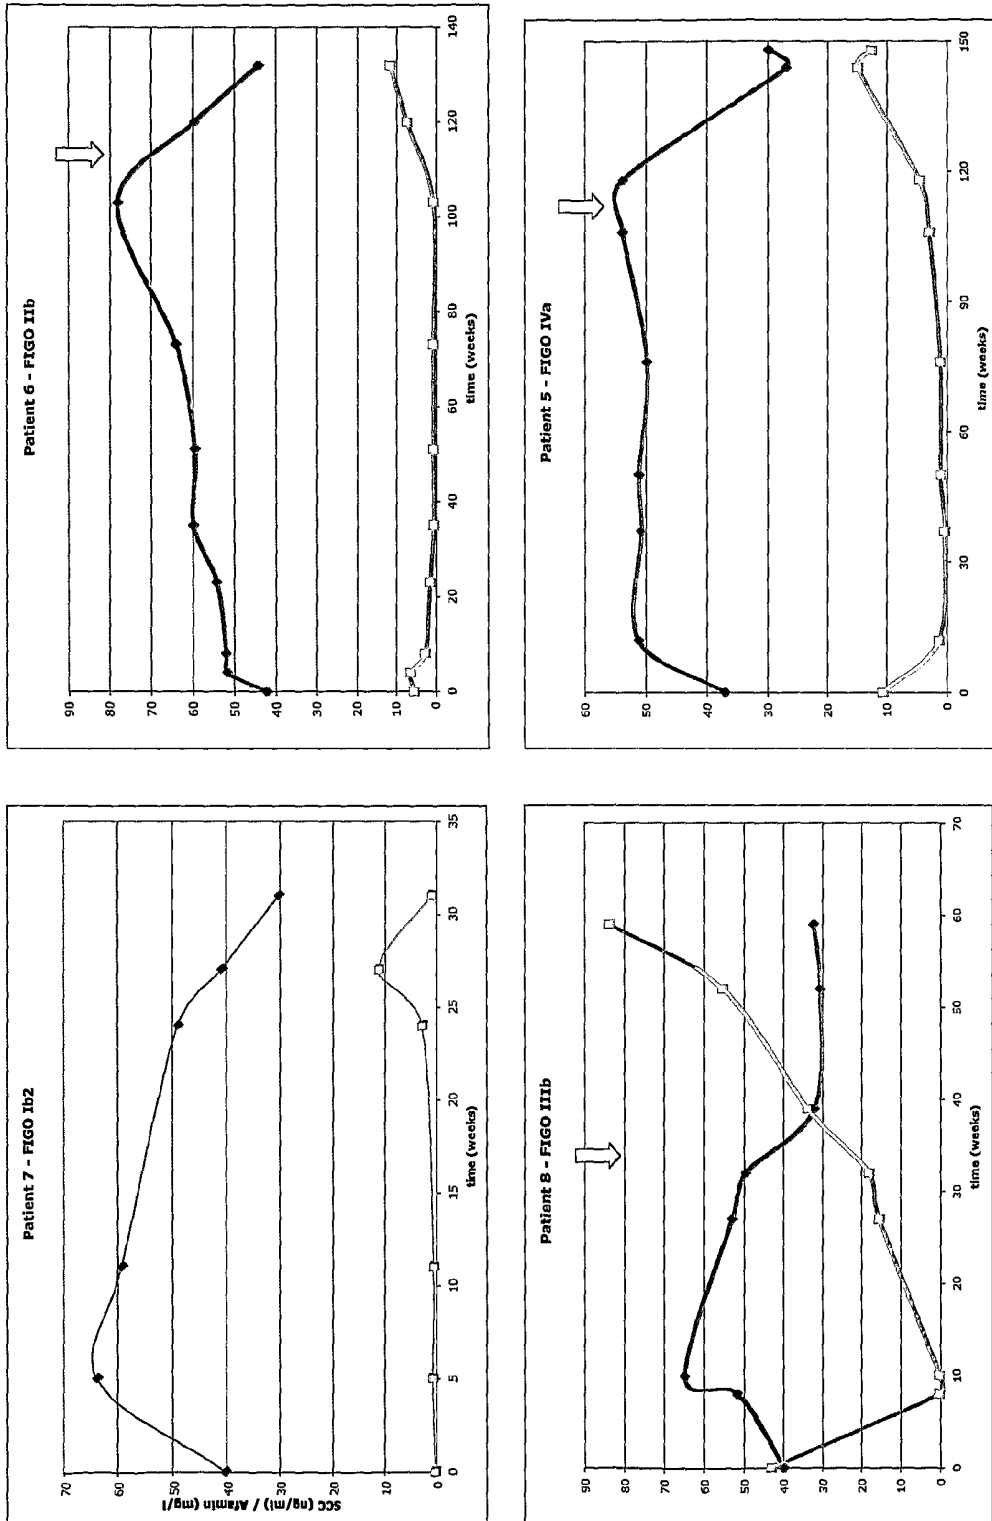 Patient 7 - FIGO Ib2
SCC (ng/ml) / Afamin (mg/l
70
60
50
40
30
20
10
0
0 5 10 15 20 25 30 35
time (weeks)
Patient 6 - FIGO IIb
90
80
70
60
50
40
30
20
10
0
0 20 40 60 80 100 120 140
time (weeks)
Patient 8 - FIGO IIIb
90
80
70
60
50
40
30
20
10
0
0 10 20 30 40 50 60 70
time (weeks)
Patient 5 - FIGO IVa
60
50
40
30
20
10
0
0 30 60 90 120 150
time (weeks)